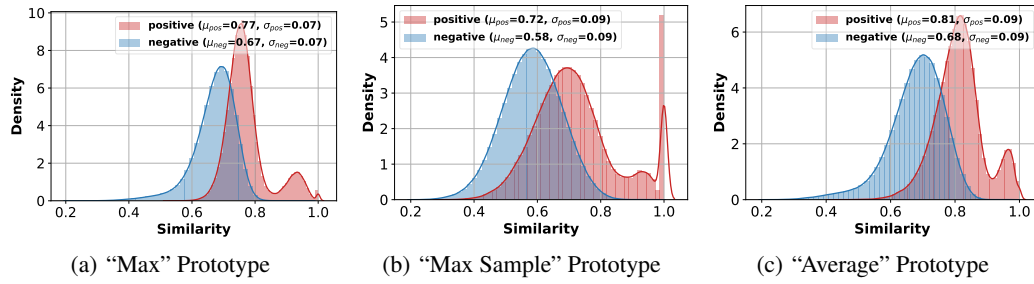 positive (μpos=0.77, σpos=0.07)
negative (μneg=0.67, σneg=0.07)
Density
10
8
6
4
2
0
0.2 0.4 0.6 0.8 1.0
Similarity
(a) “Max” Prototype
positive (μpos=0.72, σpos=0.09)
negative (μneg=0.58, σneg=0.09)
Density
5
4
3
2
1
0
0.2 0.4 0.6 0.8 1.0
Similarity
(b) “Max Sample” Prototype
positive (μpos=0.81, σpos=0.09)
negative (μneg=0.68, σneg=0.09)
Density
6
4
2
0
0.2 0.4 0.6 0.8 1.0
Similarity
(c) “Average” Prototype